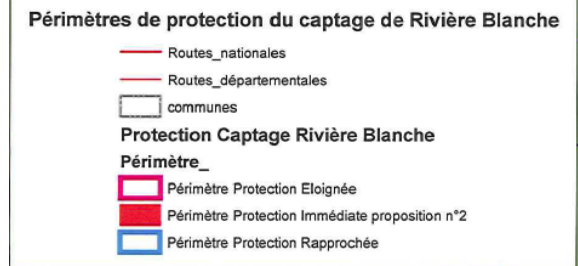 Périmètres de protection du captage de Rivière Blanche
Routes_nationales
Routes_départementales
communes
Protection Captage Rivière Blanche
Périmètre_
Périmètre Protection Eloignée
Périmètre Protection Immédiate proposition n°2
Périmètre Protection Rapprochée